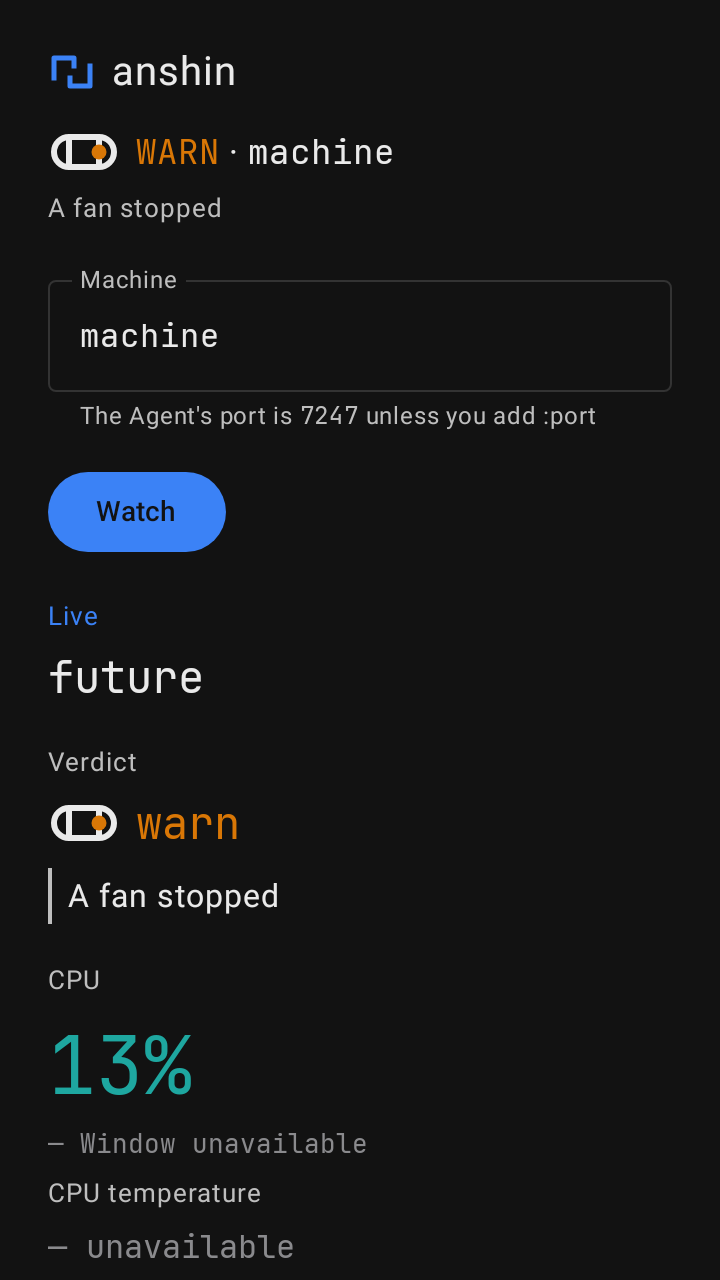 anshin
WARN · machine
A fan stopped
Machine
machine
The Agent's port is 7247 unless you add :port
Watch
Live
future
Verdict
warn
A fan stopped
CPU
13%
— Window unavailable
CPU temperature
— unavailable